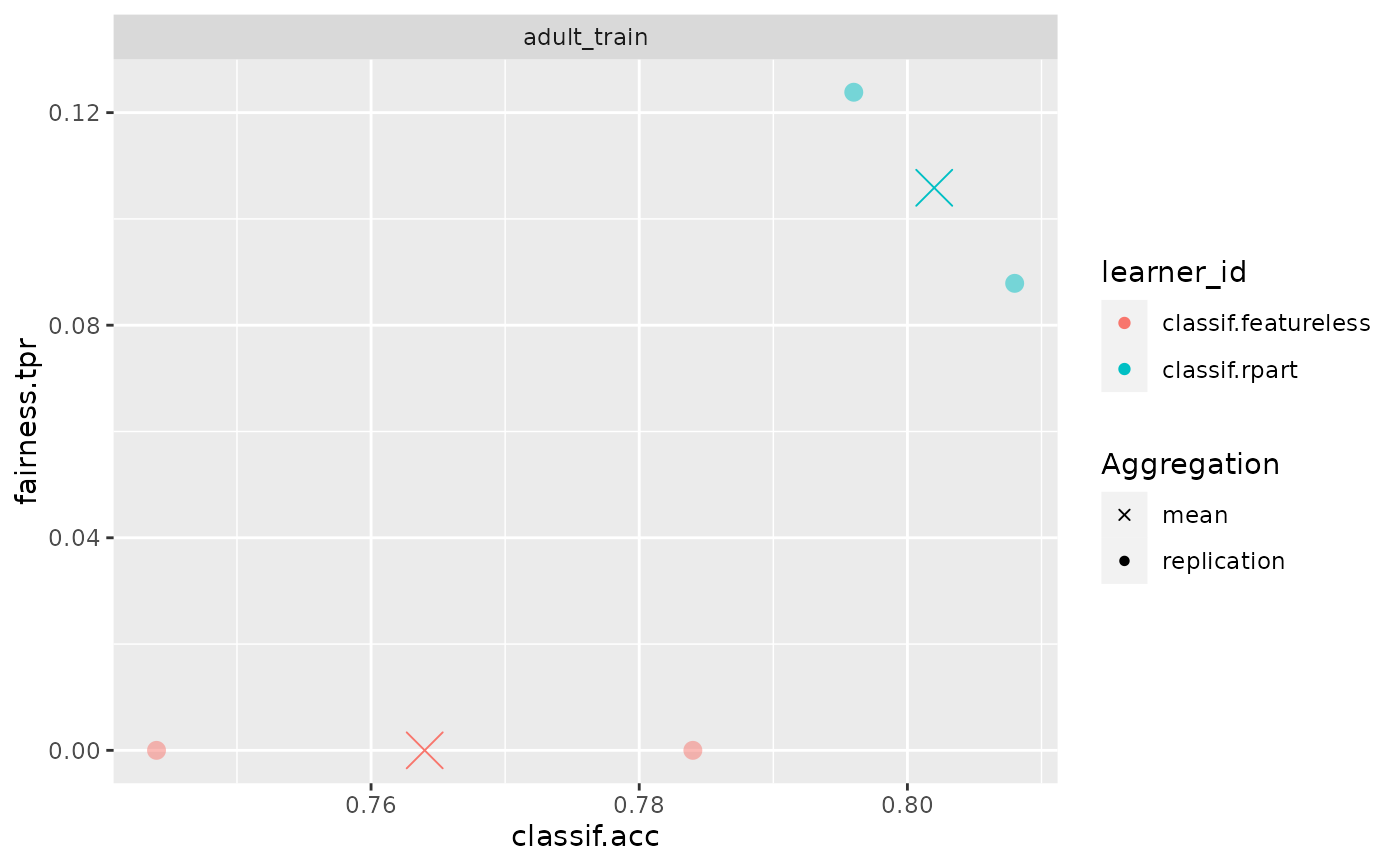 adult_train
0.12
0.08
0.04
0.00
fairness.tpr
0.76 0.78 0.80
classif.acc
learner_id
classif.featureless
classif.rpart
Aggregation
mean
replication